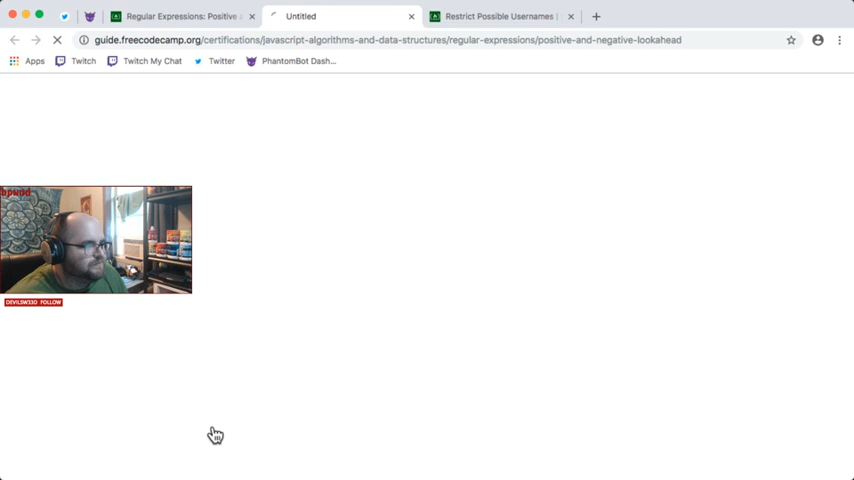 Regular Expressions: Positive a
Untitled
Restrict Possible Usernames |
guide.freecodecamp.org/certifications/javascript-algorithms-and-data-structures/regular-expressions/positive-and-negative-lookahead
Apps Twitch Twitch My Chat Twitter PhantomBot Dash...
DEVILSW33D FOLLOW